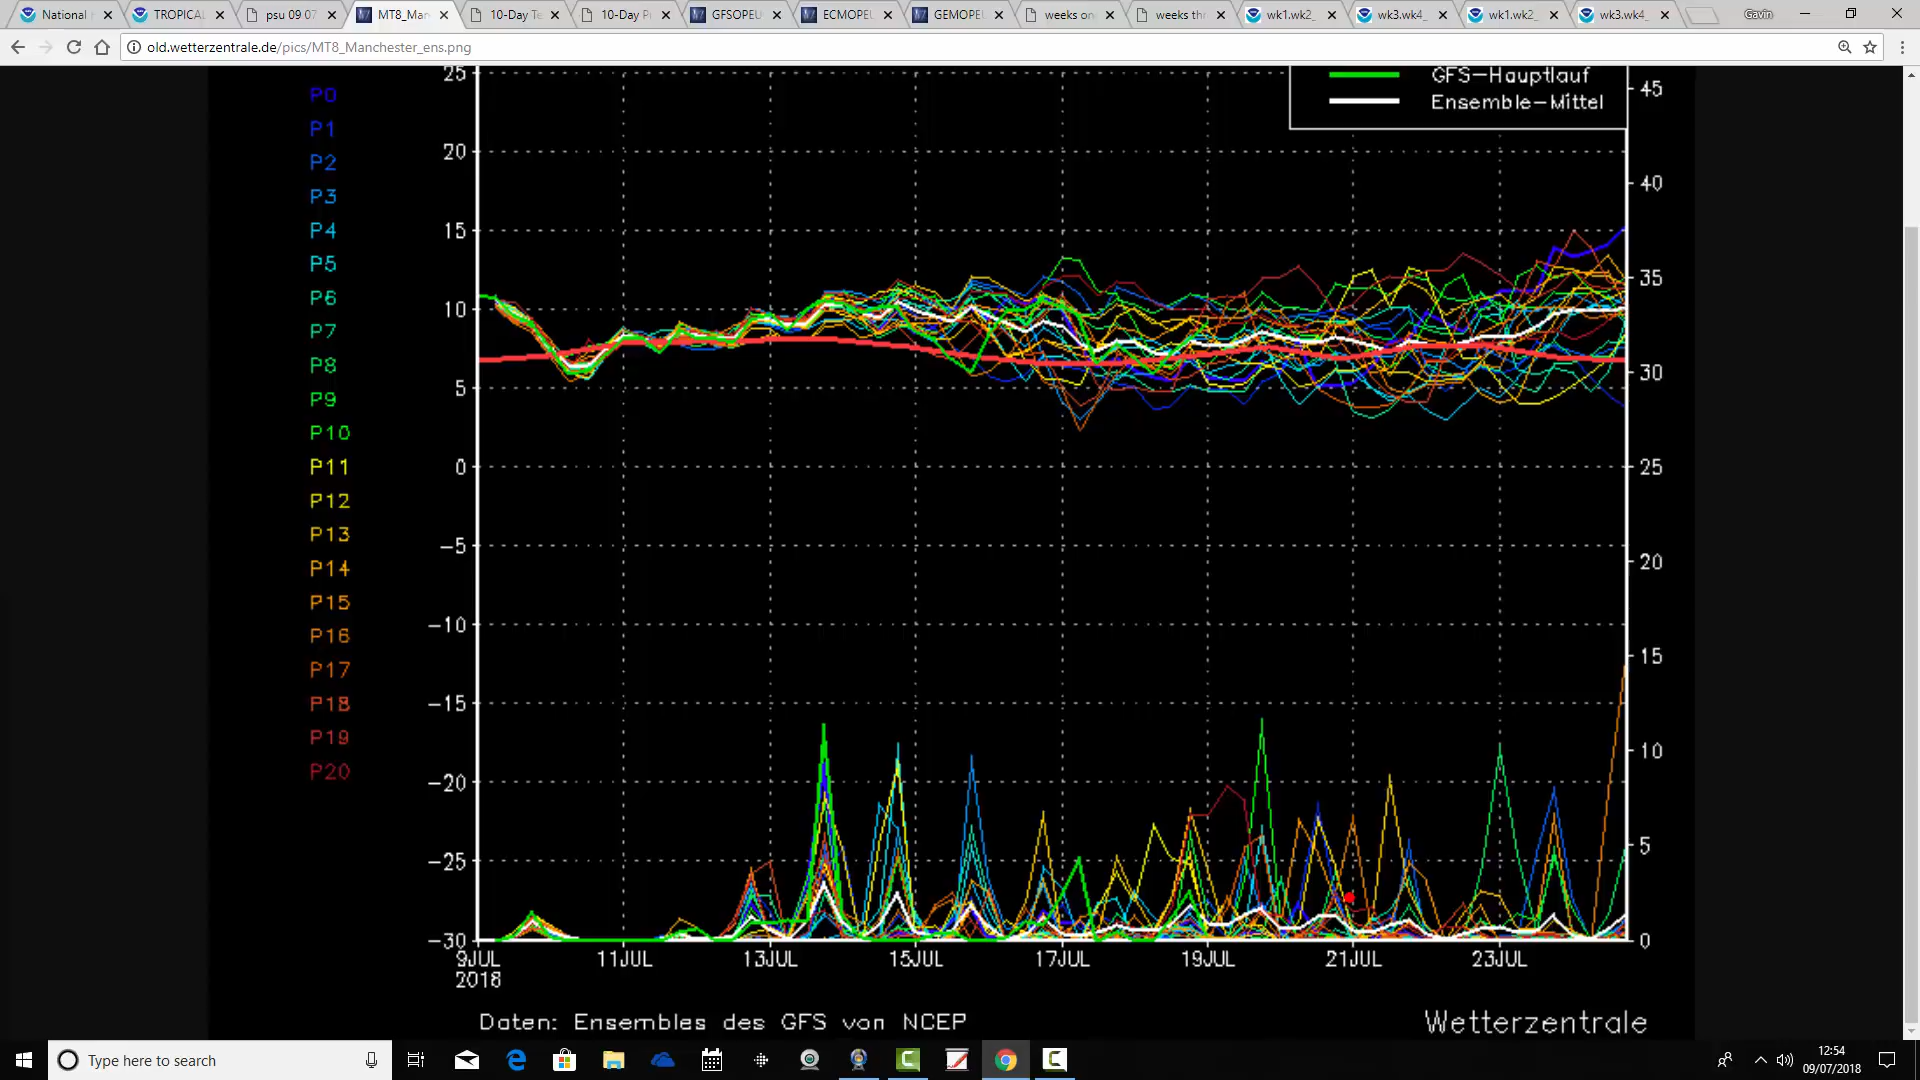 National
TROPICAL
psu 09 07
MT8_Man
10-Day Te
10-Day P
GFSOPEU
ECMOPEU
GEMOPEU
weeks on
weeks th
wk1.wk2_
wk3.wk4_
wk1.wk2_
wk3.wk4_
Gavin
old.wetterzentrale.de/pics/MT8_Manchester_ens.png
GFS-Hauptlauf
Ensemble-Mittel
P0
P1
P2
P3
P4
P5
P6
P7
P8
P9
P10
P11
P12
P13
P14
P15
P16
P17
P18
P19
P20
25
20
15
10
5
0
-5
-10
-15
-20
-25
-30
45
40
35
30
25
20
15
10
5
0
9JUL 11JUL 13JUL 15JUL 17JUL 19JUL 21JUL 23JUL
2018
Daten: Ensembles des GFS von NCEP
Wetterzentrale
Type here to search
12:54
09/07/2018